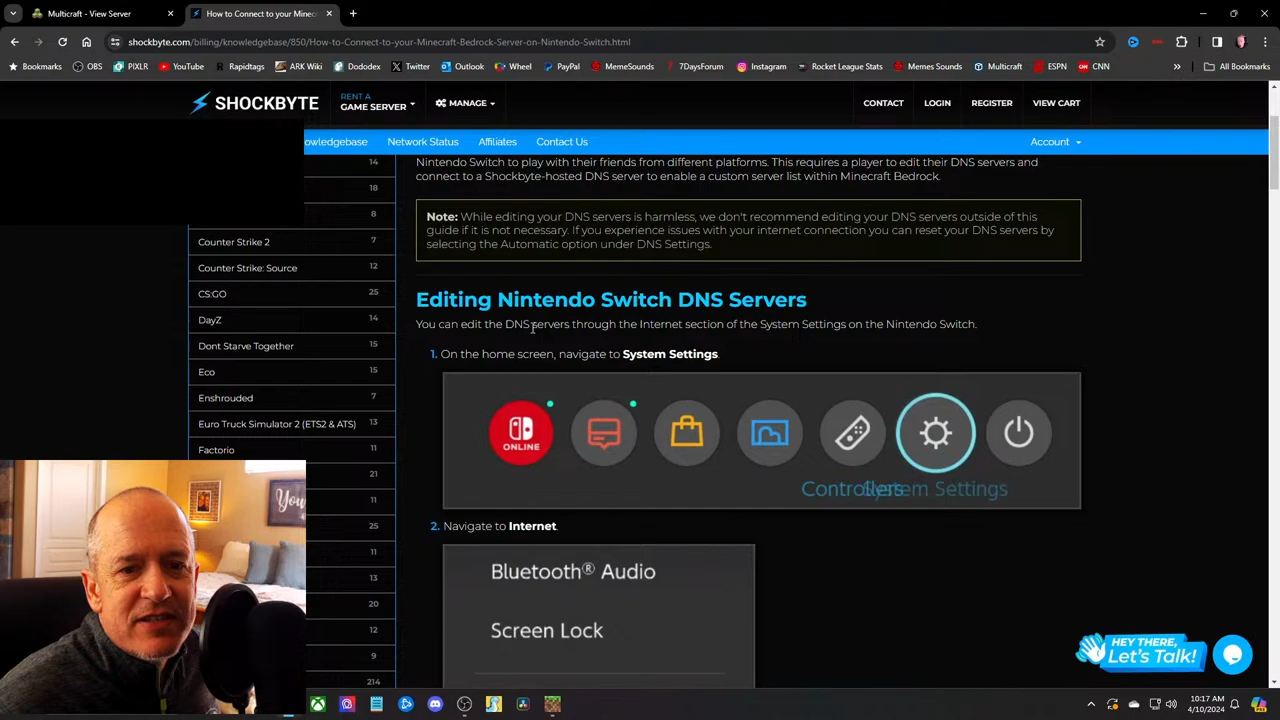 Multicraft - View Server
How to Connect to your Minec
shockbyte.com/billing/knowledgebase/850/How-to-Connect-to-your-Minecraft-Bedrock-Server-on-Nintendo-Switch.html
Bookmarks OBS PIXLR YouTube Rapidtags ARK Wiki Dododex Twitter Outlook Wheel PayPal MemeSounds 7DaysForum Instagram Rocket League Stats Memes Sounds Multicraft ESPN CNN » All Bookmarks
SHOCKBYTE
RENT A
GAME SERVER
MANAGE
CONTACT
LOGIN
REGISTER
VIEW CART
owledgebase Network Status Affiliates Contact Us Account
14
18
8
Counter Strike 2 7
Counter Strike: Source 12
CS:GO 25
DayZ 14
Dont Starve Together 15
Eco 15
Enshrouded 7
Euro Truck Simulator 2 (ETS2 & ATS) 13
Factorio 11
21
11
25
11
13
20
12
9
214
Nintendo Switch to play with their friends from different platforms. This requires a player to edit their DNS servers and
connect to a Shockbyte-hosted DNS server to enable a custom server list within Minecraft Bedrock.
Note: While editing your DNS servers is harmless, we don't recommend editing your DNS servers outside of this
guide if it is not necessary. If you experience issues with your internet connection you can reset your DNS servers by
selecting the Automatic option under DNS Settings.
Editing Nintendo Switch DNS Servers
You can edit the DNS servers through the Internet section of the System Settings on the Nintendo Switch.
1. On the home screen, navigate to System Settings.
ONLINE
Controllers System Settings
2. Navigate to Internet.
Bluetooth® Audio
Screen Lock
HEY THERE,
Let's Talk!
You
10:17 AM
4/10/2024